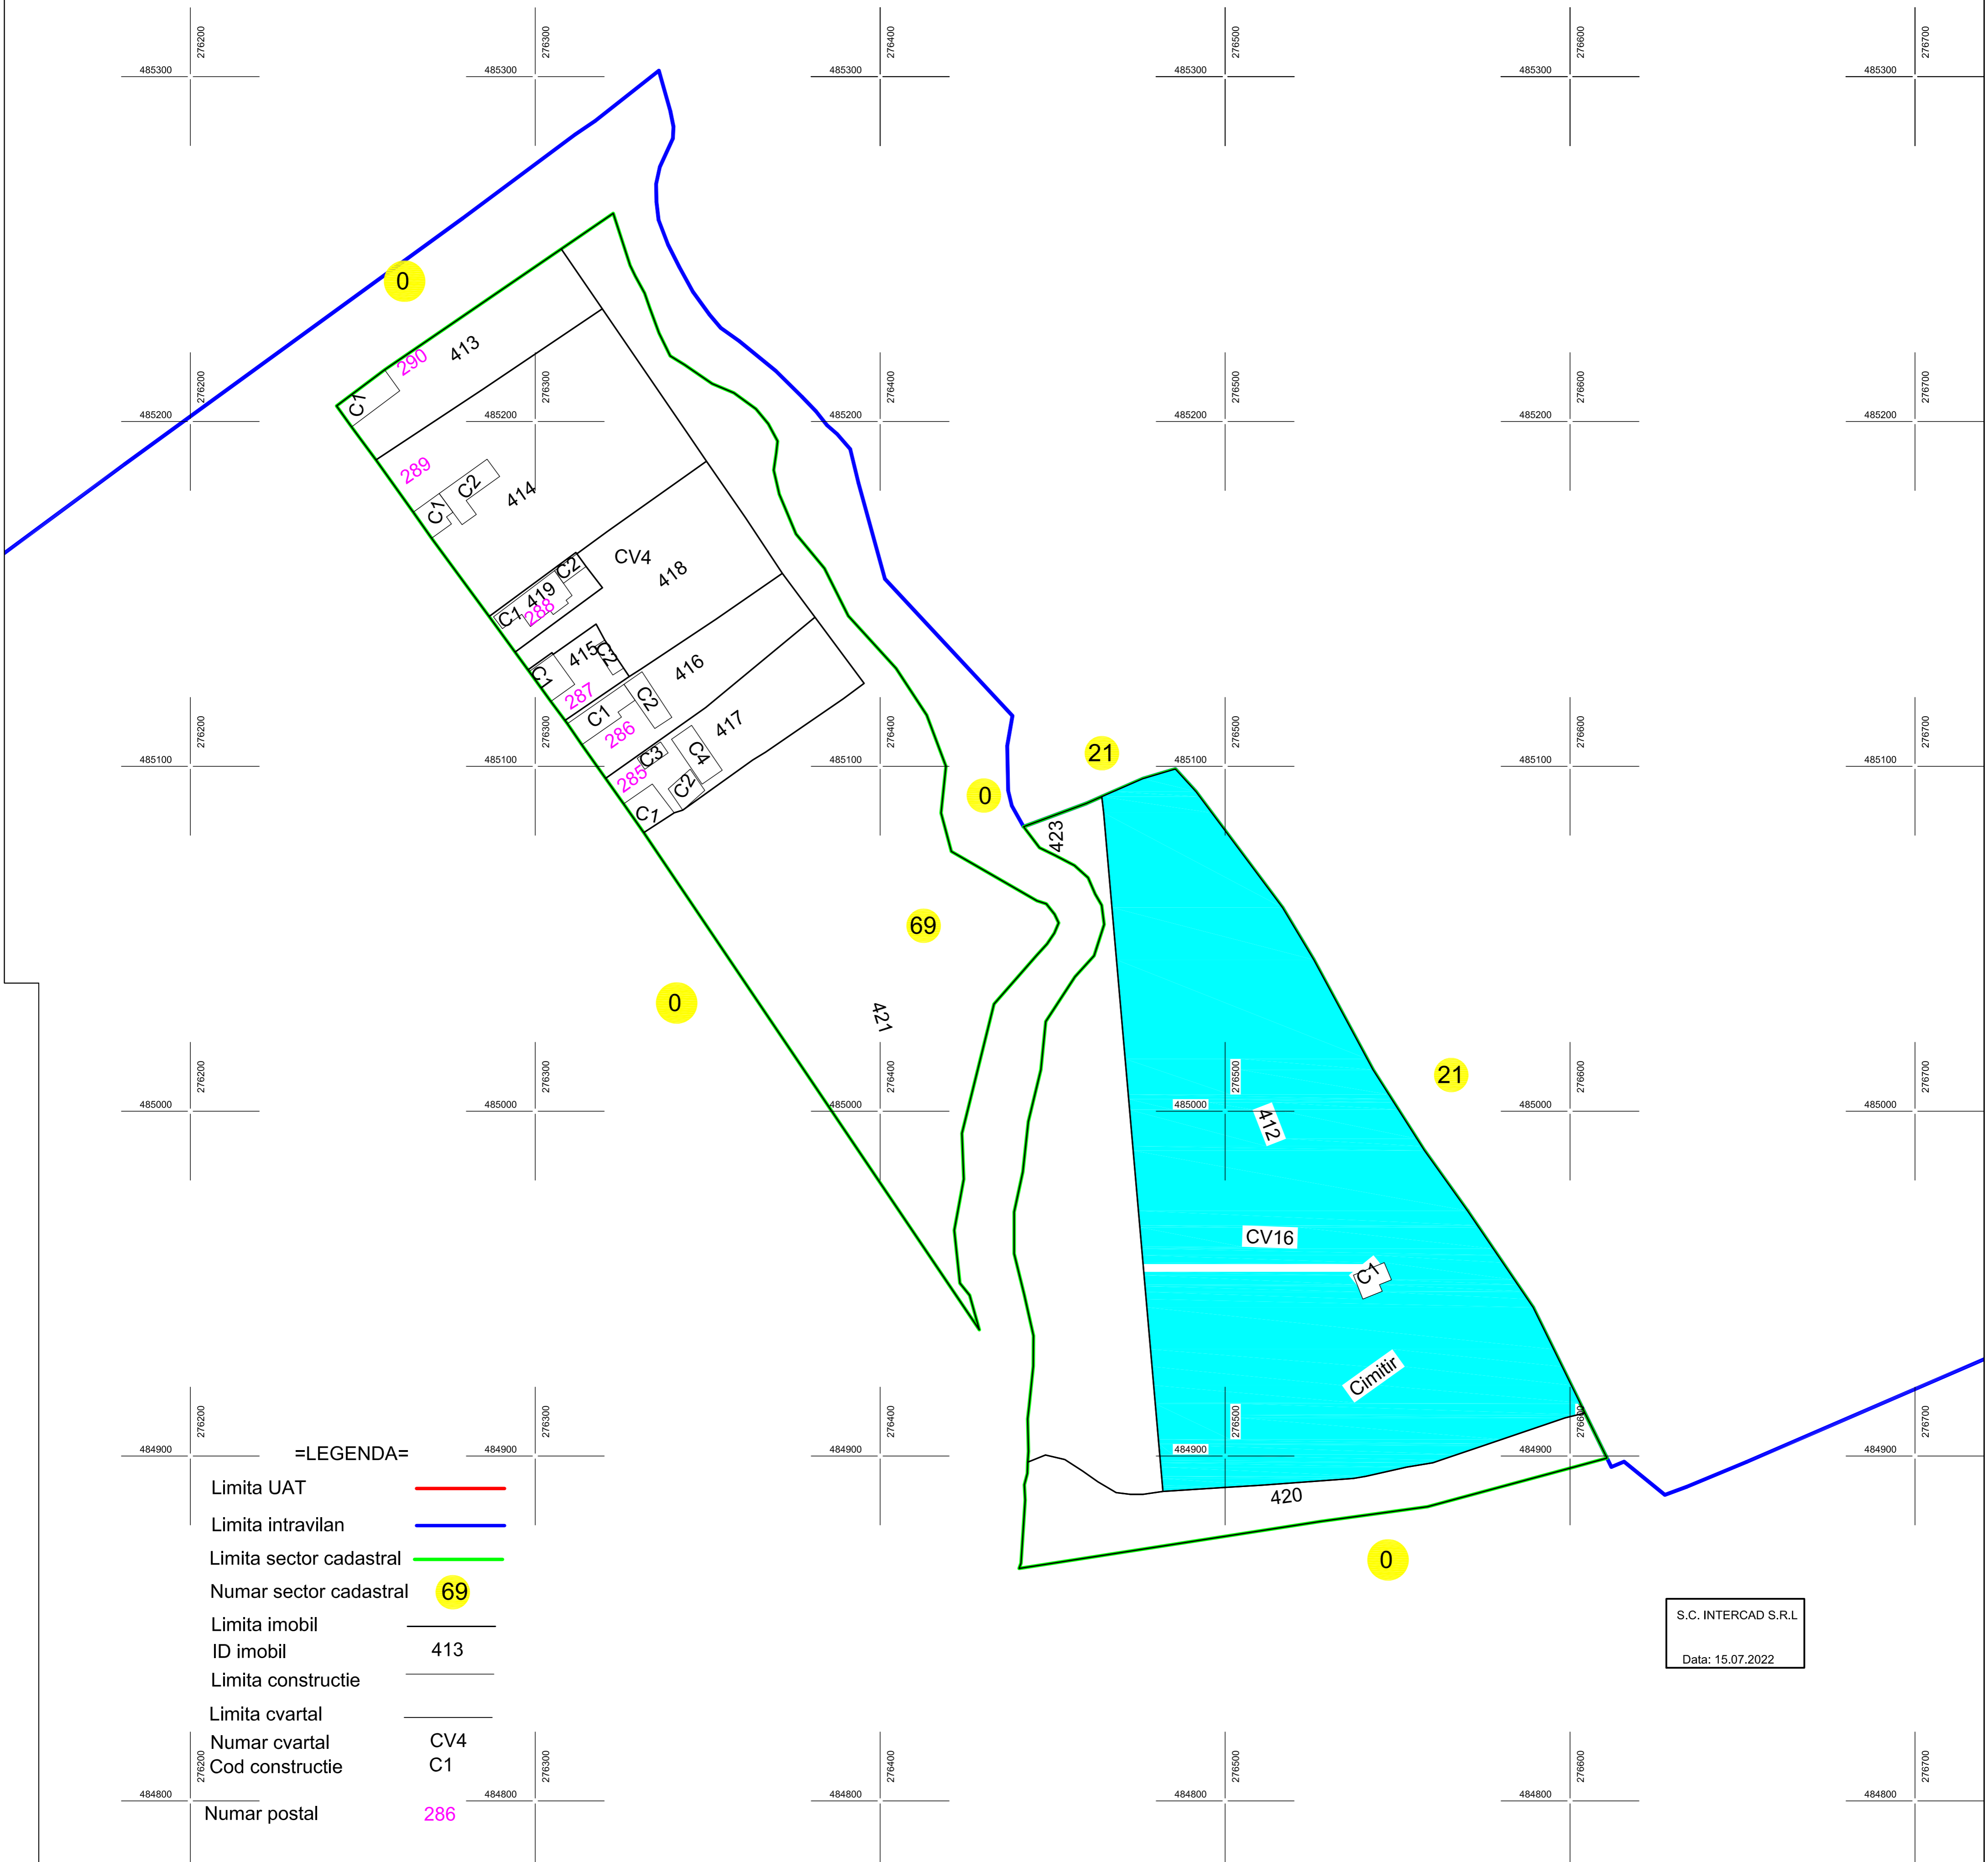 276200 276300 276400 276500 276600 276700
485300 485300 485300 485300 485300 485300
0
290 413
C1
276200 276300 276400 276500 276600 276700
485200 485200 485200 485200 485200 485200
289
C1 C2 414
CV4
C1 419 C2
288
418
C1 415 C2
287
416
C1 C2
286
417
C3 C4
285
C1 C2
276200 276300 276400 276500 276600 276700
485100 485100 485100 485100 485100 485100
21
0
423
69
0
421
276200 276300 276400 276500 276600 276700
21
485000 485000 485000 485000 485000 485000
412
CV16
C1
Cimitir
276200 276300 276400 276500 276600 276700
484900 484900 484900 484900 484900 484900
420
0
=LEGENDA=
Limita UAT
Limita intravilan
Limita sector cadastral
Numar sector cadastral 69
Limita imobil
ID imobil 413
Limita constructie
Limita cvartal
Numar cvartal CV4
Cod constructie C1
Numar postal 286
S.C. INTERCAD S.R.L
Data: 15.07.2022
276200 276300 276400 276500 276600 276700
484800 484800 484800 484800 484800 484800